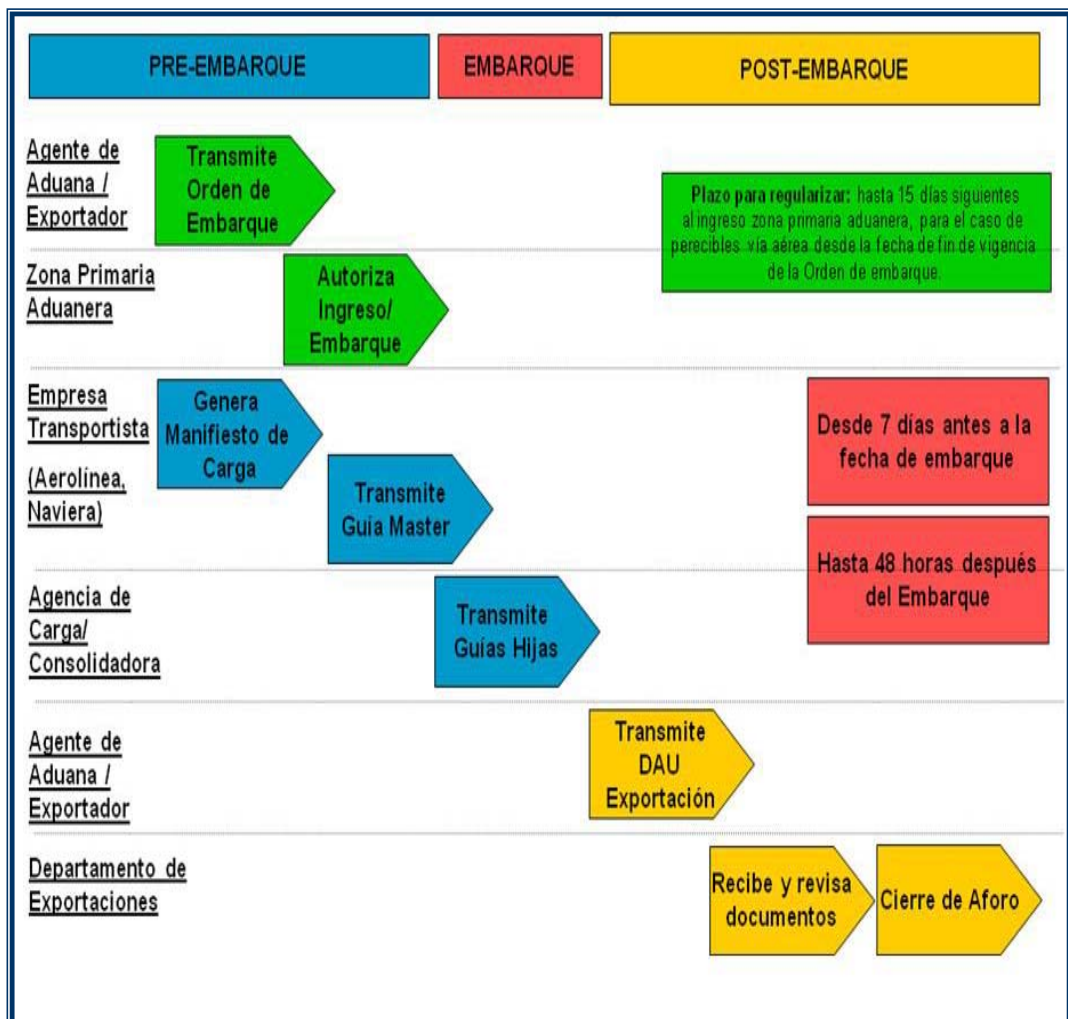 PRE-EMBARQUE
EMBARQUE
POST-EMBARQUE
Agente de
Aduana /
Exportador
Transmite
Orden de
Embarque
Plazo para regularizar: hasta 15 días siguientes
al ingreso zona primaria aduanera, para el caso de
perecibles vía aérea desde la fecha de fin de vigencia
de la Orden de embarque.
Zona Primaria
Aduanera
Autoriza
Ingreso/
Embarque
Empresa
Transportista
(Aerolínea,
Naviera)
Genera
Manifiesto de
Carga
Transmite
Guía Master
Desde 7 días antes a la
fecha de embarque
Hasta 48 horas después
del Embarque
Agencia de
Carga/
Consolidadora
Transmite
Guías Hijas
Agente de
Aduana /
Exportador
Transmite
DAU
Exportación
Departamento de
Exportaciones
Recibe y revisa
documentos
Cierre de Aforo